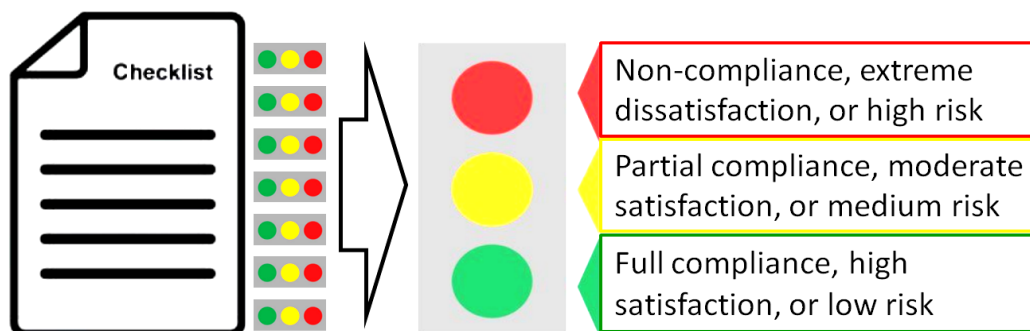 Checklist
Non-compliance, extreme
dissatisfaction, or high risk
Partial compliance, moderate
satisfaction, or medium risk
Full compliance, high
satisfaction, or low risk